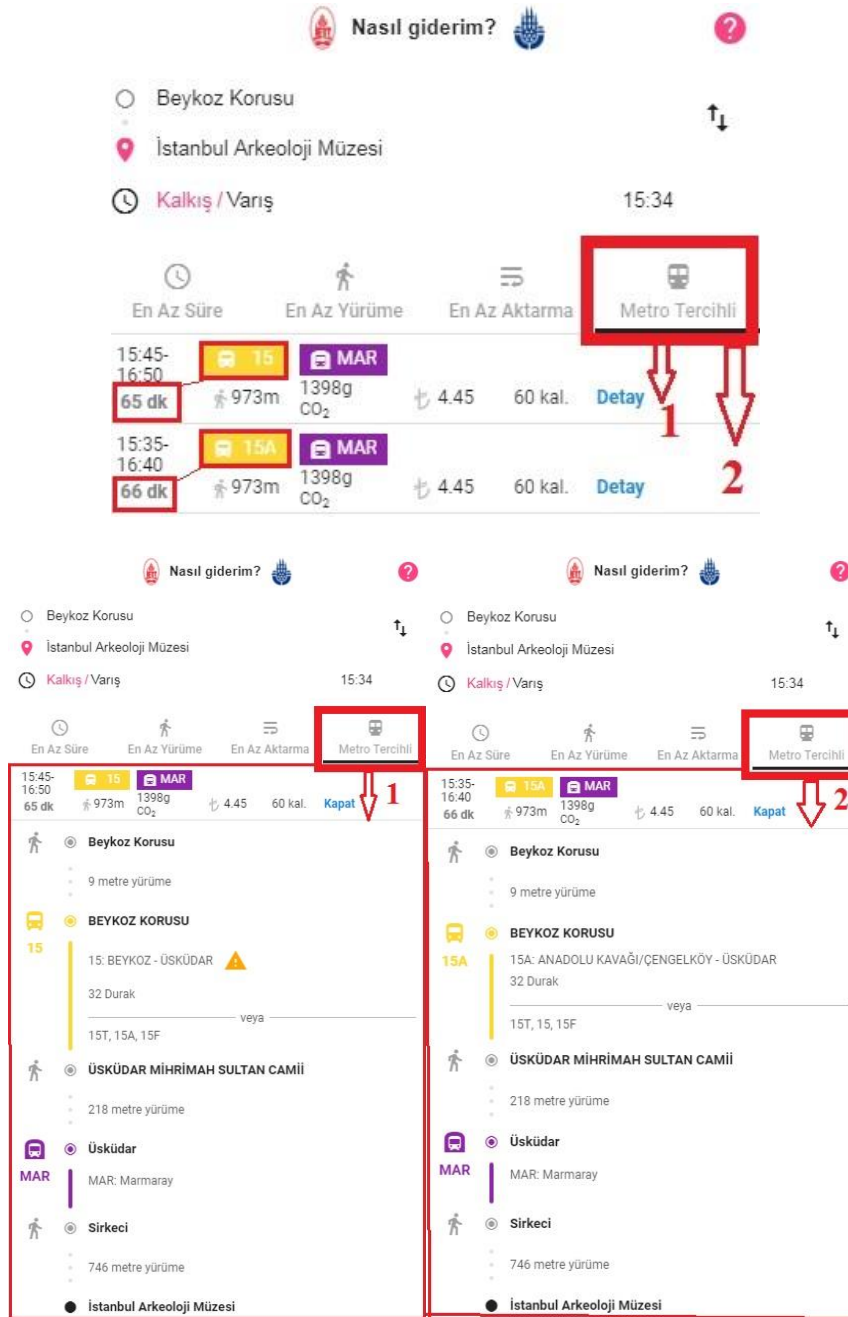 Nasıl giderim?
?
Beykoz Korusu
İstanbul Arkeoloji Müzesi
Kalkış / Varış 15:34
En Az Süre En Az Yürüme En Az Aktarma Metro Tercihli
15:45-
16:50
15 MAR
65 dk 973m 1398g CO₂ ₺ 4.45 60 kal. Detay
1
15:35-
16:40
15A MAR
66 dk 973m 1398g CO₂ ₺ 4.45 60 kal. Detay
2
Nasıl giderim?
?
Beykoz Korusu
İstanbul Arkeoloji Müzesi
Kalkış / Varış 15:34
En Az Süre En Az Yürüme En Az Aktarma Metro Tercihli
15:45-
16:50
15 MAR
65 dk 973m 1398g CO₂ ₺ 4.45 60 kal. Kapat
1
Beykoz Korusu
9 metre yürüme
BEYKOZ KORUSU
15
15: BEYKOZ - ÜSKÜDAR
32 Durak
veya
15T, 15A, 15F
ÜSKÜDAR MİHRİMAH SULTAN CAMİİ
218 metre yürüme
Üsküdar
MAR
MAR: Marmaray
Sirkeci
746 metre yürüme
İstanbul Arkeoloji Müzesi
Nasıl giderim?
?
Beykoz Korusu
İstanbul Arkeoloji Müzesi
Kalkış / Varış 15:34
En Az Süre En Az Yürüme En Az Aktarma Metro Tercihli
15:35-
16:40
15A MAR
66 dk 973m 1398g CO₂ ₺ 4.45 60 kal. Kapat
2
Beykoz Korusu
9 metre yürüme
BEYKOZ KORUSU
15A
15A: ANADOLU KAVAĞI/ÇENGELKÖY - ÜSKÜDAR
32 Durak
veya
15T, 15, 15F
ÜSKÜDAR MİHRİMAH SULTAN CAMİİ
218 metre yürüme
Üsküdar
MAR
MAR: Marmaray
Sirkeci
746 metre yürüme
İstanbul Arkeoloji Müzesi